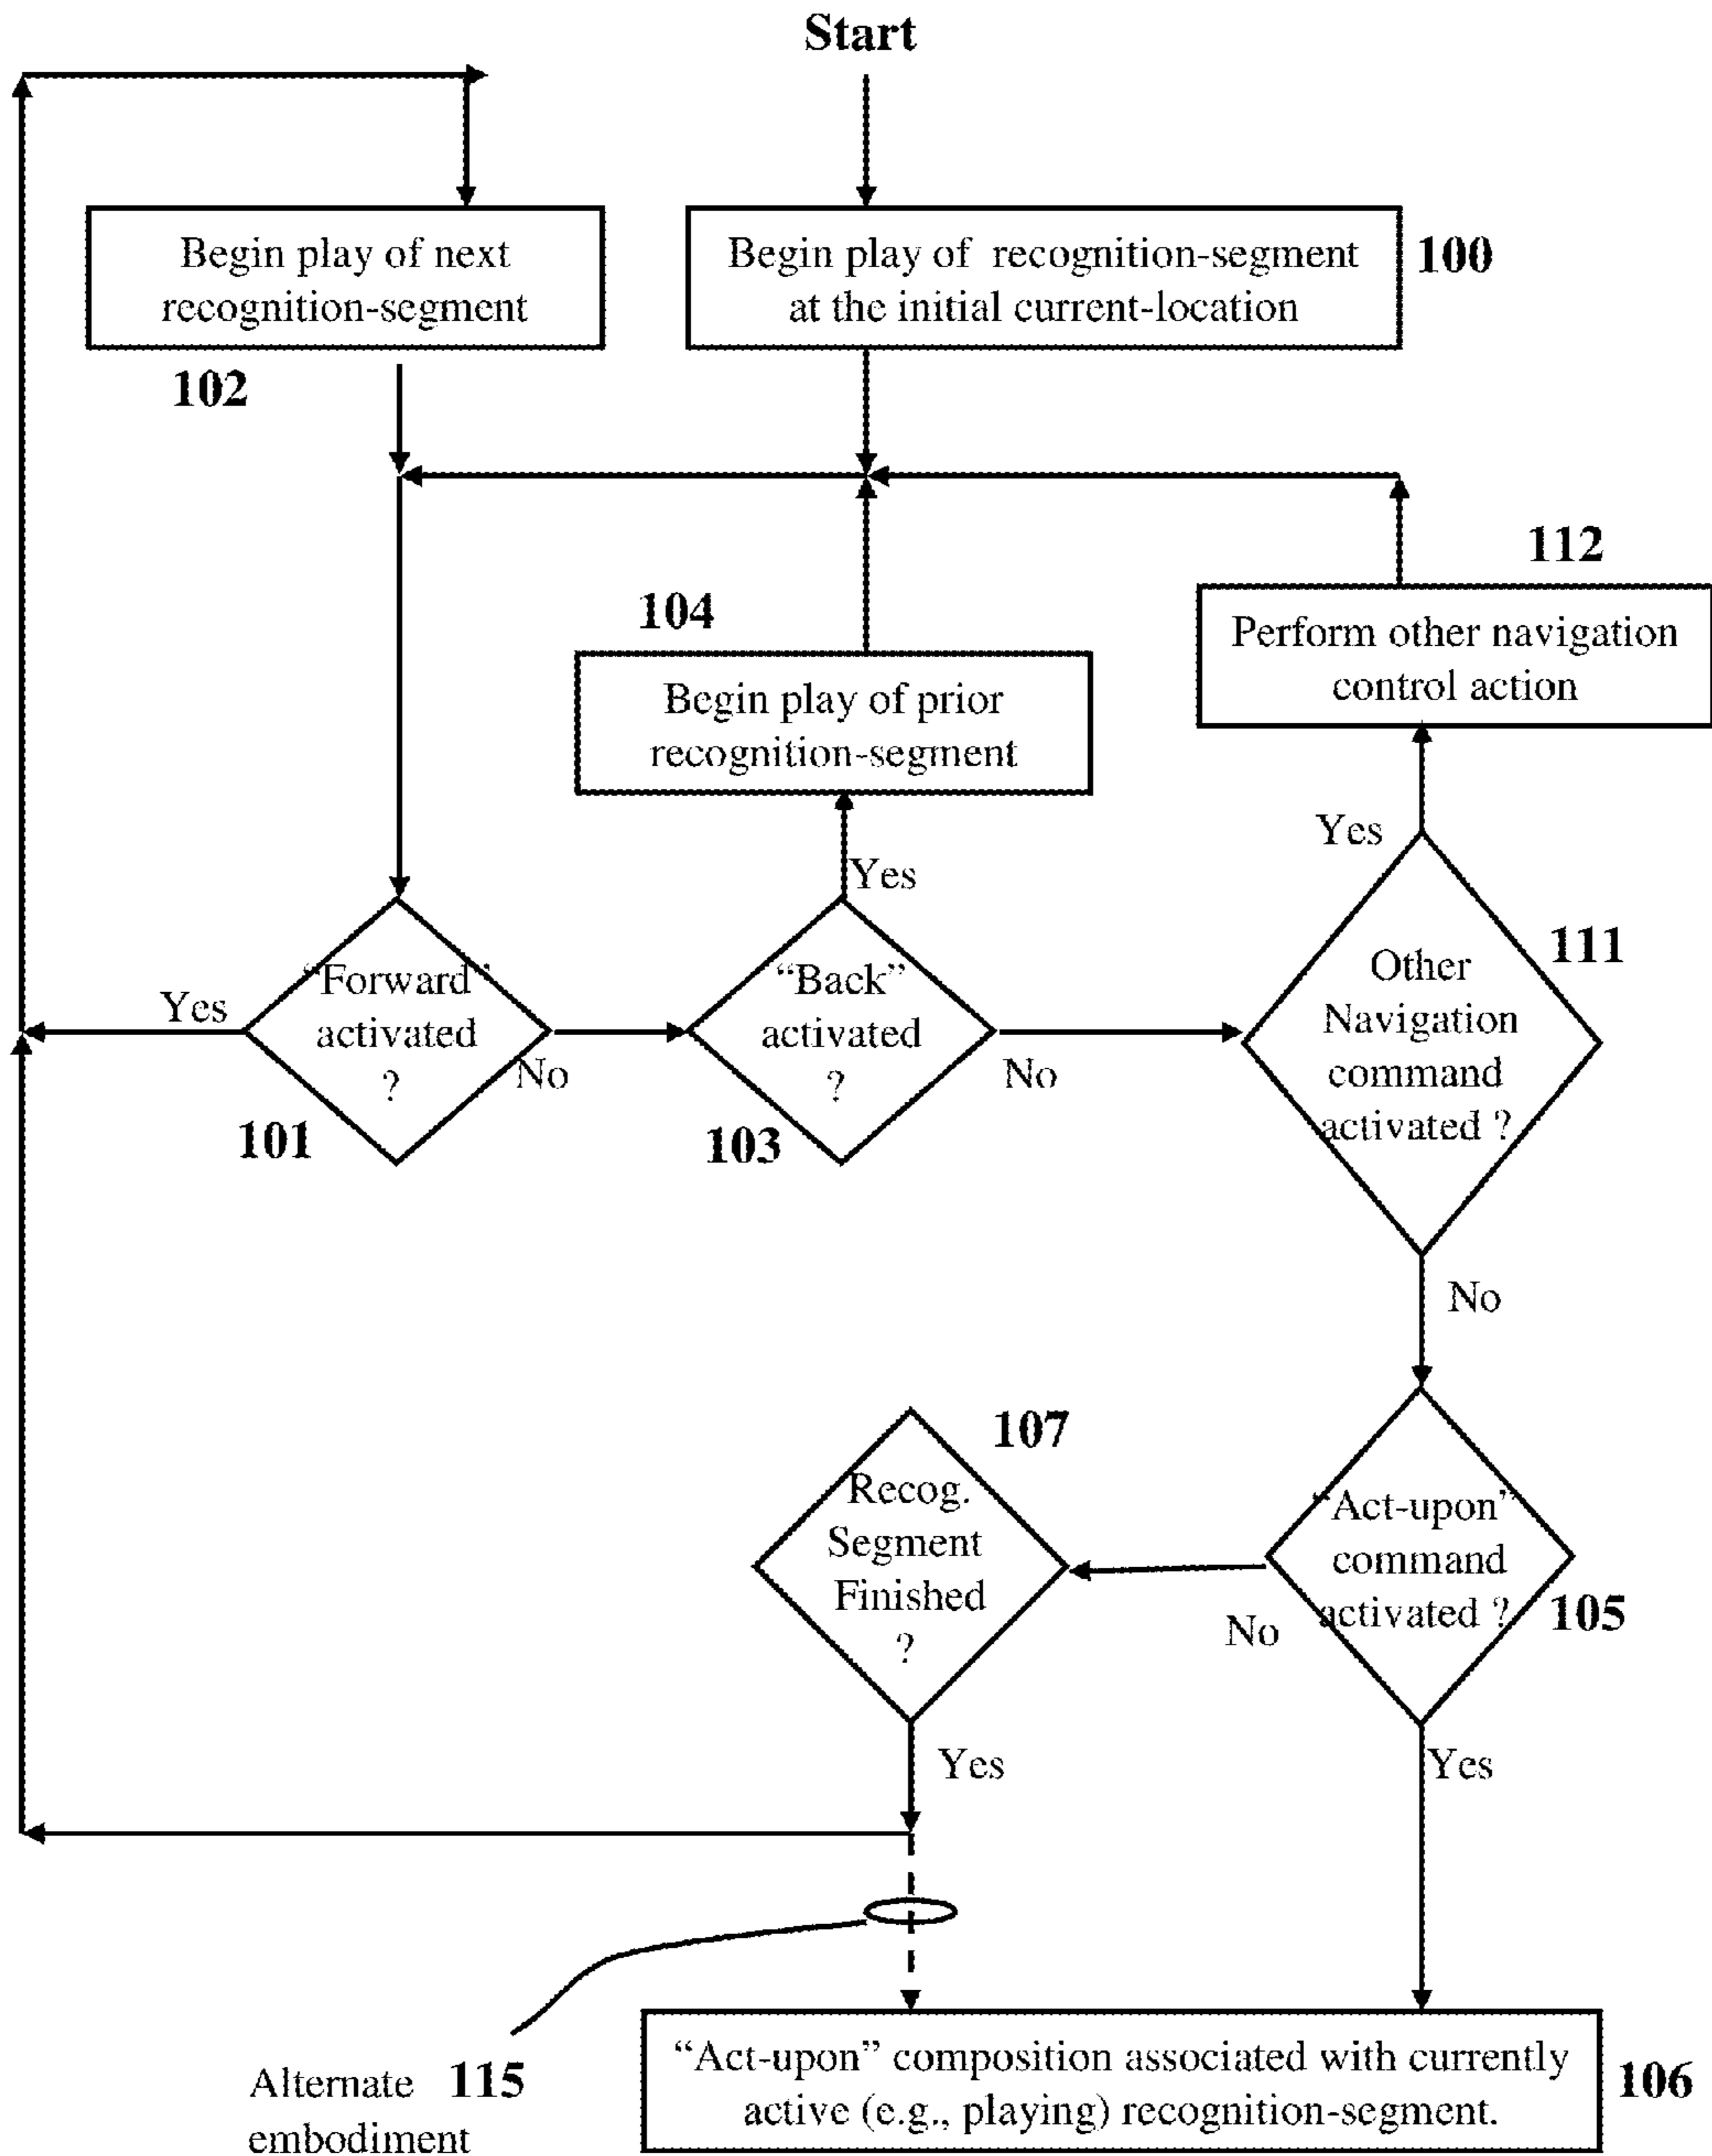 Start
Begin play of next
recognition-segment
102
Begin play of recognition-segment
at the initial current-location
100
112
Perform other navigation
control action
104
Begin play of prior
recognition-segment
Yes
Yes
Yes
"Forward"
activated
?
No
101
"Back"
activated
?
No
103
Other
Navigation
command
activated ?
111
No
107
Recog.
Segment
Finished
?
Yes
"Act-upon"
command
activated ?
105
No
Yes
Alternate 115
embodiment
"Act-upon" composition associated with currently
active (e.g., playing) recognition-segment.
106